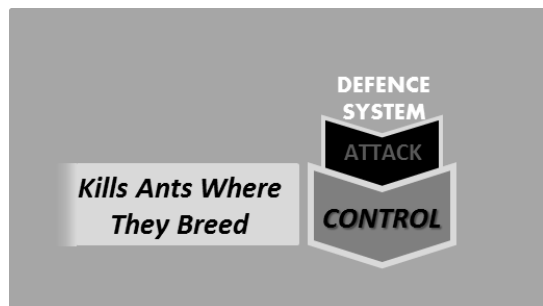 DEFENCE
SYSTEM
ATTACK
Kills Ants Where
They Breed
CONTROL